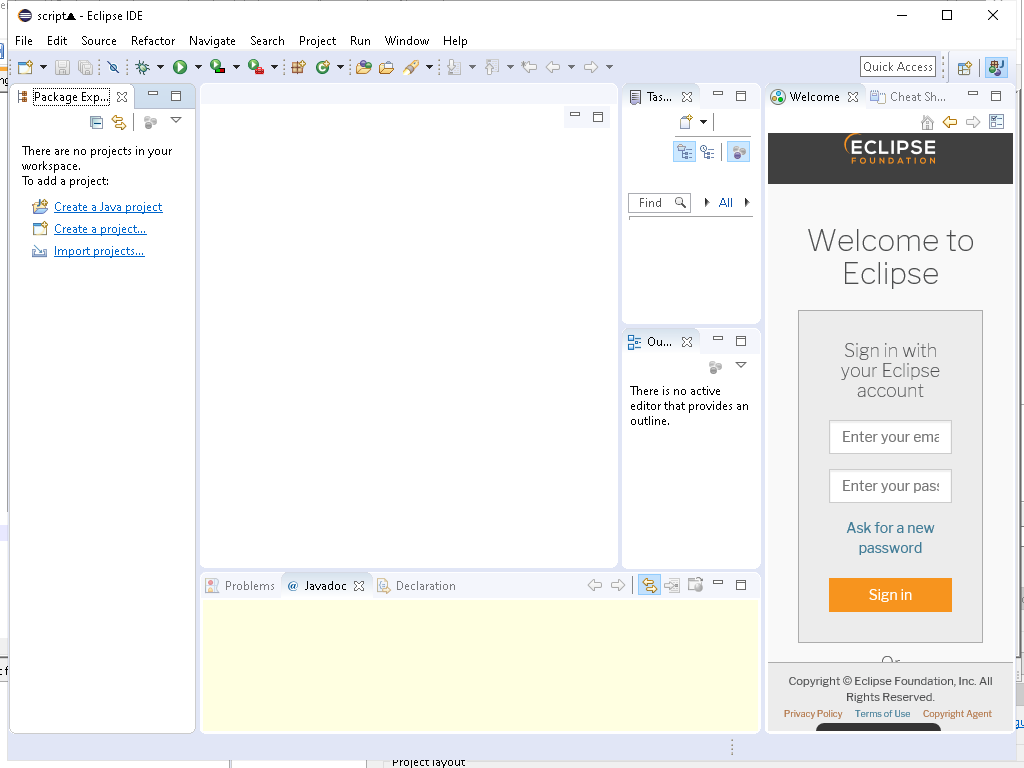 script▲ - Eclipse IDE
File Edit Source Refactor Navigate Search Project Run Window Help
Quick Access
Package Exp...
There are no projects in your
workspace.
To add a project:
Create a Java project
Create a project...
Import projects...
Tas...
Find
All
Ou...
There is no active
editor that provides an
outline.
Problems
@ Javadoc
Declaration
Welcome
Cheat Sh...
ECLIPSE
FOUNDATION
Welcome to
Eclipse
Sign in with
your Eclipse
account
Enter your ema
Enter your pas
Ask for a new
password
Sign in
Or
Copyright © Eclipse Foundation, Inc. All
Rights Reserved.
Privacy Policy Terms of Use Copyright Agent
Project layout